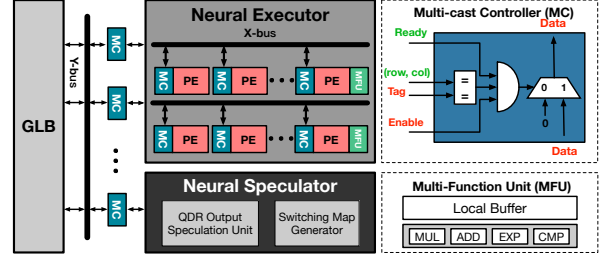 GLB
Y-bus
MC
MC
MC
Neural Executor
X-bus
MC PE MC PE MC PE MFU
MC PE MC PE MC PE MFU
Neural Speculator
QDR Output
Speculation Unit
Switching Map
Generator
Multi-cast Controller (MC)
Data
Ready
(row, col)
Tag
Enable
=
=
0 1
0
Data
Multi-Function Unit (MFU)
Local Buffer
MUL ADD EXP CMP